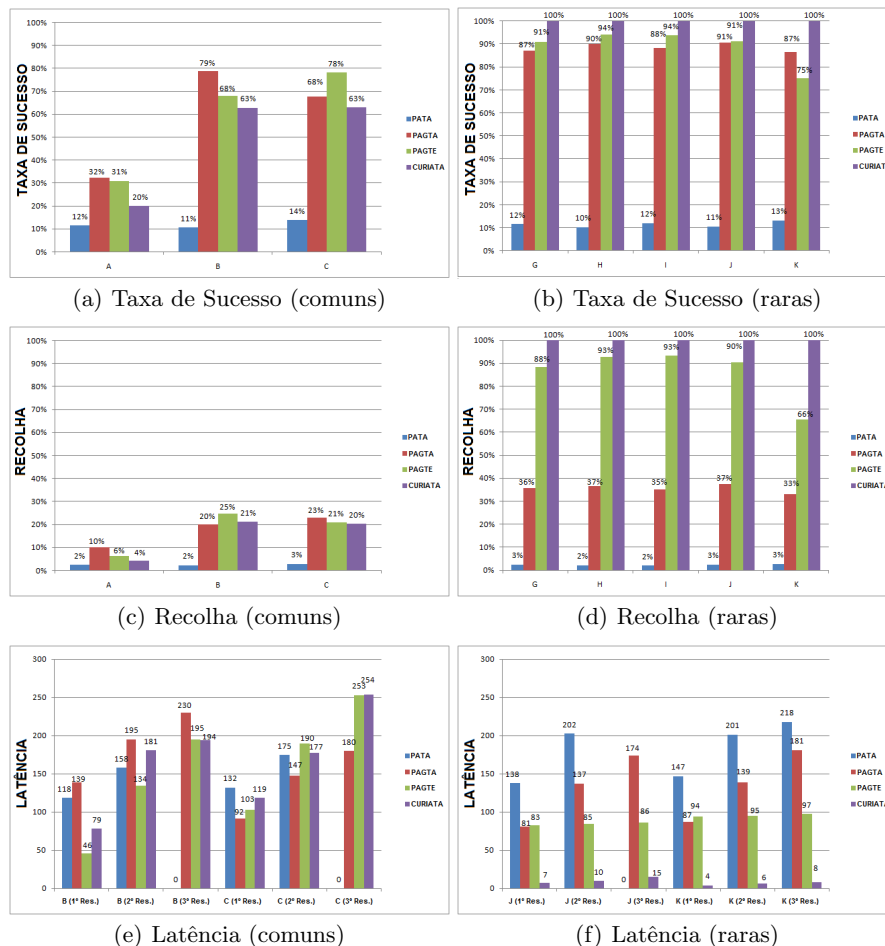 TAXA DE SUCESSO
100%
90%
80%
70%
60%
50%
40%
30%
20%
10%
0%
12% 32% 31% 20%
11% 79% 68% 63%
14% 68% 78% 63%
A B C
PATA
PAGTA
PAGTE
CURIATA
(a) Taxa de Sucesso (comuns)
TAXA DE SUCESSO
100%
90%
80%
70%
60%
50%
40%
30%
20%
10%
0%
12% 87% 91% 100%
10% 90% 94% 100%
12% 88% 94% 100%
11% 91% 91% 100%
13% 87% 75% 100%
G H I J K
PATA
PAGTA
PAGTE
CURIATA
(b) Taxa de Sucesso (raras)
RECOLHA
100%
90%
80%
70%
60%
50%
40%
30%
20%
10%
0%
2% 10% 6% 4%
2% 20% 25% 21%
3% 23% 21% 20%
A B C
PATA
PAGTA
PAGTE
CURIATA
(c) Recolha (comuns)
RECOLHA
100%
90%
80%
70%
60%
50%
40%
30%
20%
10%
0%
3% 36% 88% 100%
2% 37% 93% 100%
2% 35% 93% 100%
3% 37% 90% 100%
3% 33% 66% 100%
G H I J K
PATA
PAGTA
PAGTE
CURIATA
(d) Recolha (raras)
LATÊNCIA
300
250
200
150
100
50
0
118 139 46 79
158 195 134 181
0 230 195 194
132 92 103 119
175 147 190 177
0 180 253 254
B (1º Res.) B (2º Res.) B (3º Res.) C (1º Res.) C (2º Res.) C (3º Res.)
PATA
PAGTA
PAGTE
CURIATA
(e) Latência (comuns)
LATÊNCIA
300
250
200
150
100
50
0
138 81 83 7
202 137 85 10
0 174 86 15
147 87 94 4
201 139 95 6
218 181 97 8
J (1º Res.) J (2º Res.) J (3º Res.) K (1º Res.) K (2º Res.) K (3º Res.)
PATA
PAGTA
PAGTE
CURIATA
(f) Latência (raras)